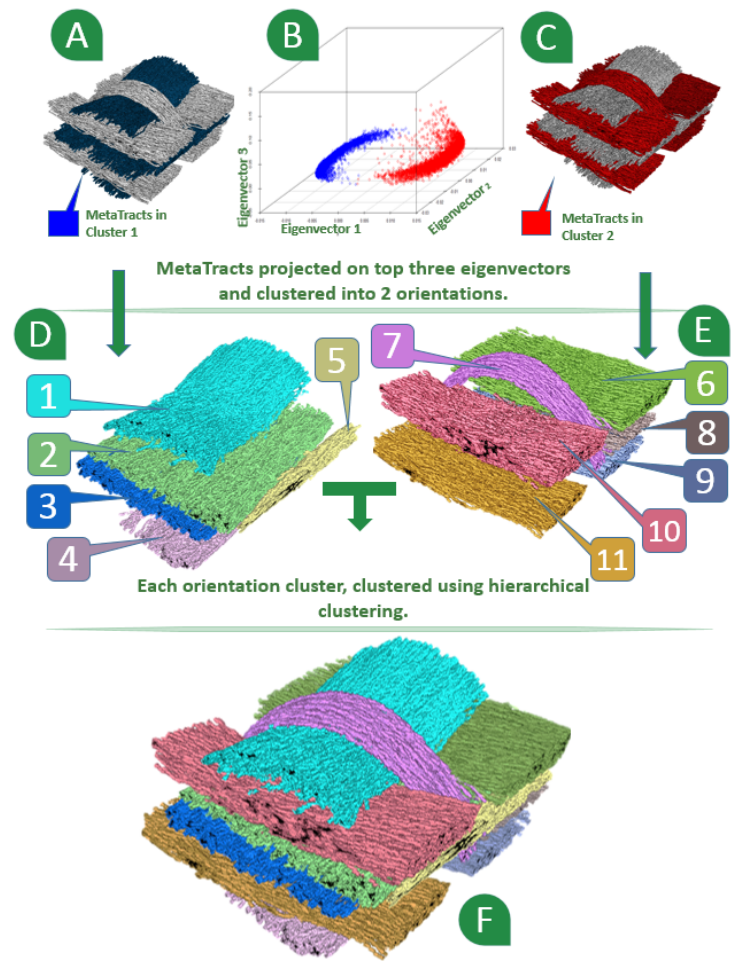 A
B
C
Eigenvector 3
Eigenvector 1
Eigenvector 2
MetaTracts in
Cluster 1
MetaTracts in
Cluster 2
MetaTracts projected on top three eigenvectors
and clustered into 2 orientations.
D
E
1
2
3
4
5
7
6
8
9
10
11
Each orientation cluster, clustered using hierarchical
clustering.
F